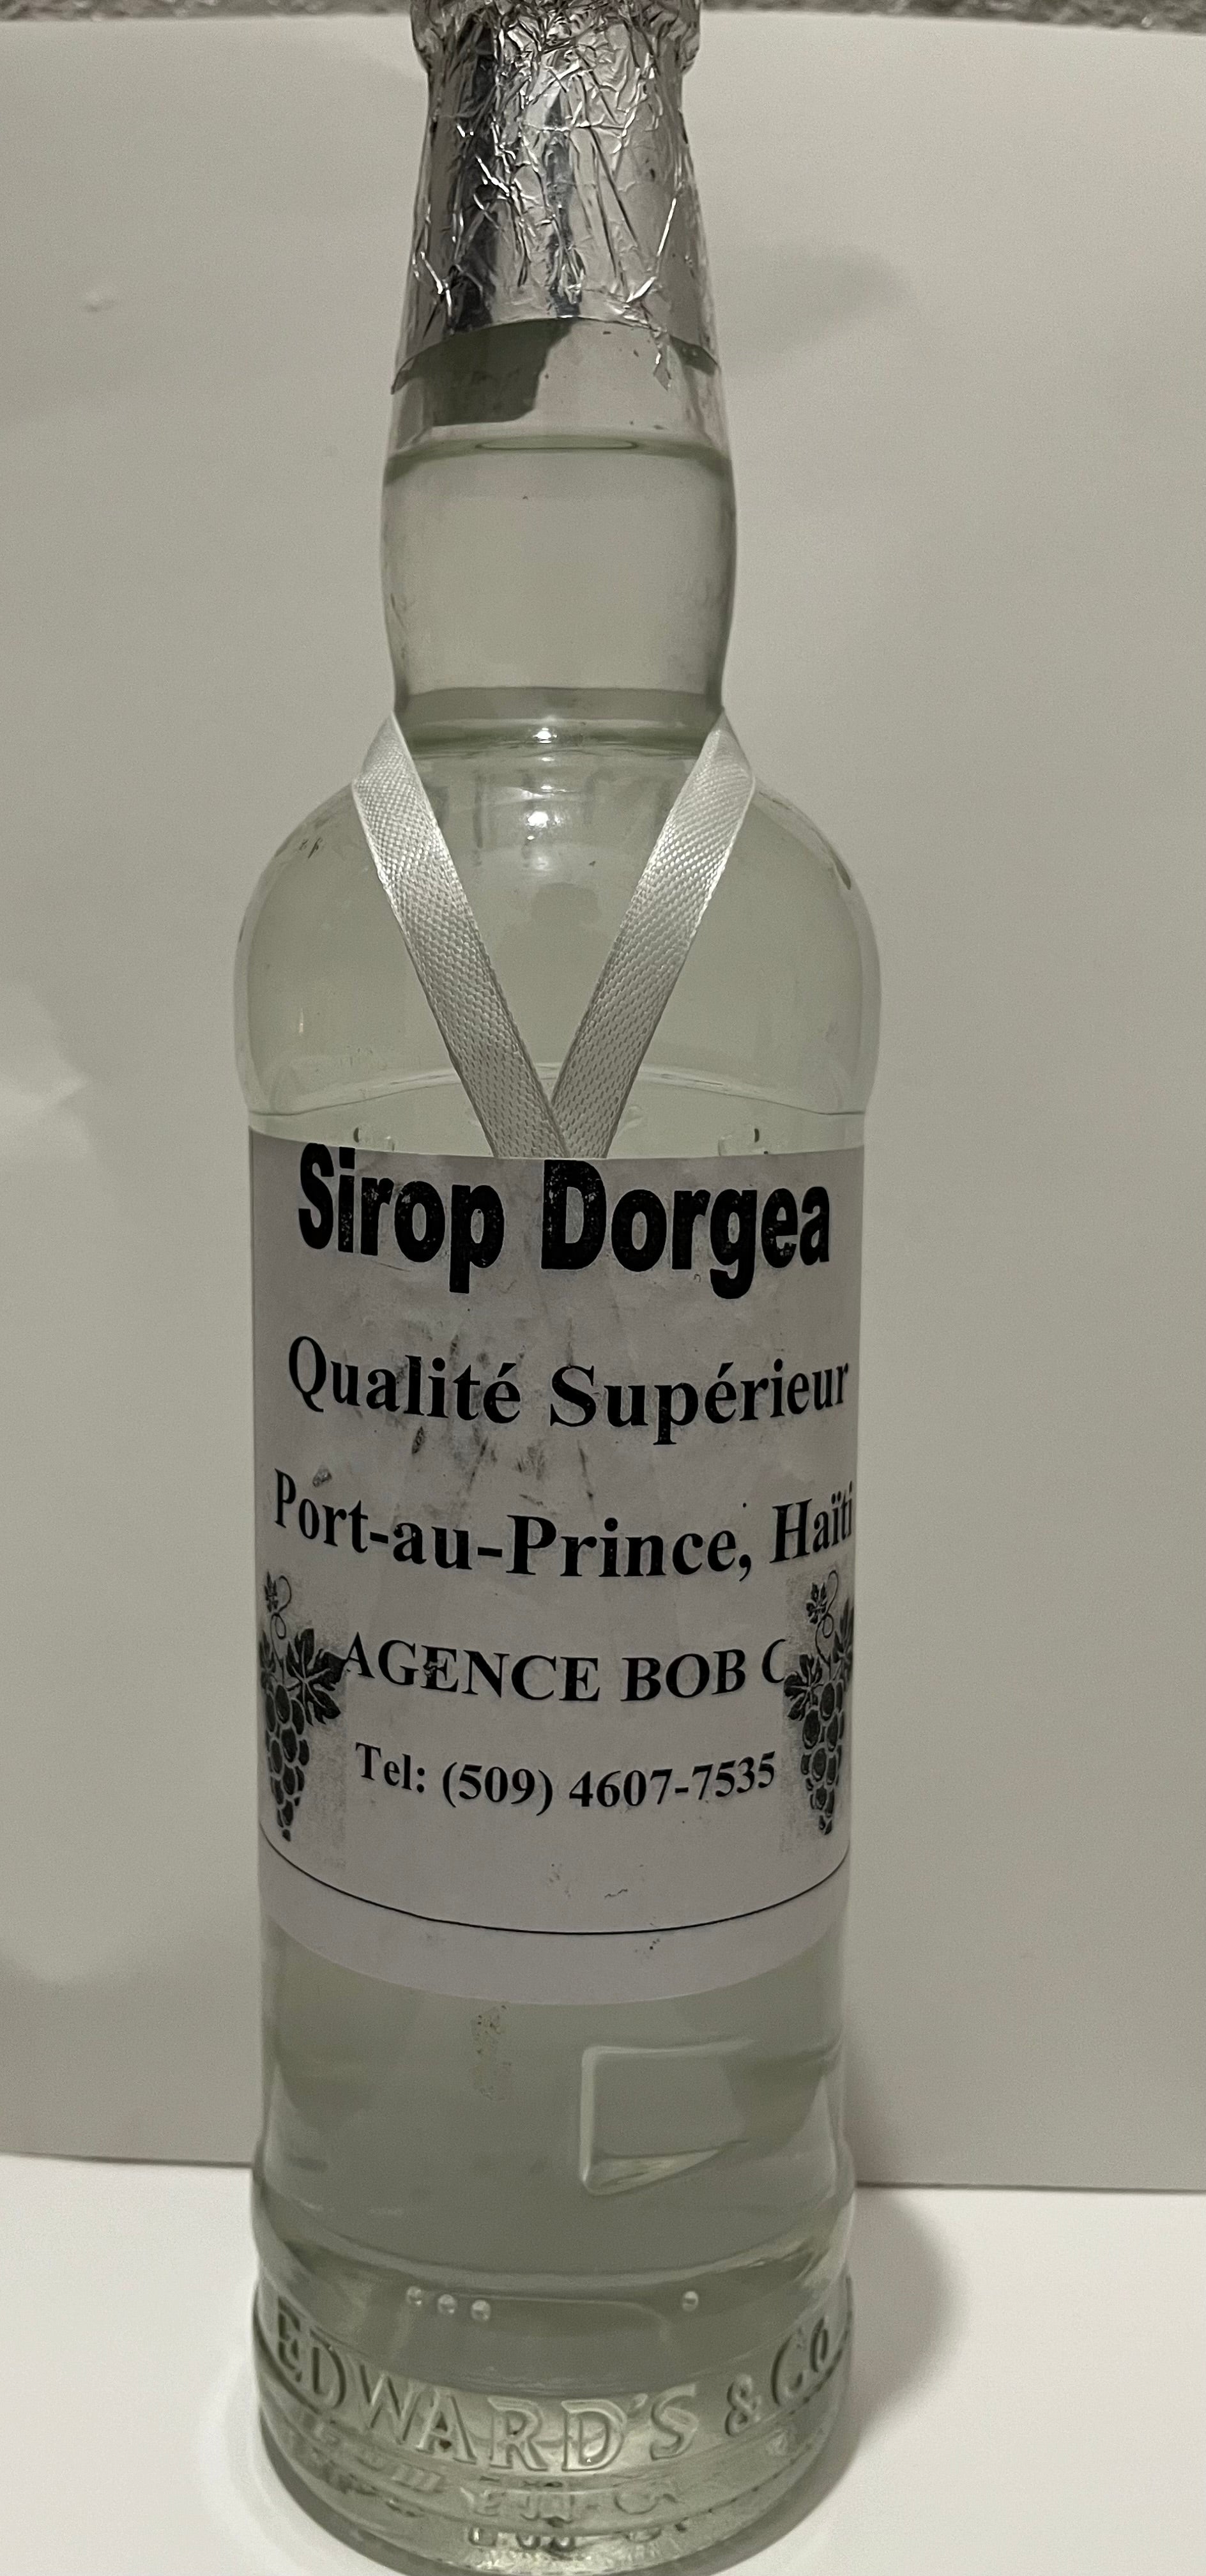 Sirop Dorgea
Qualité Supérieur
Port-au-Prince, Haïti
AGENCE BOB C
Tel: (509) 4607-7535
EDWARD'S & Co.